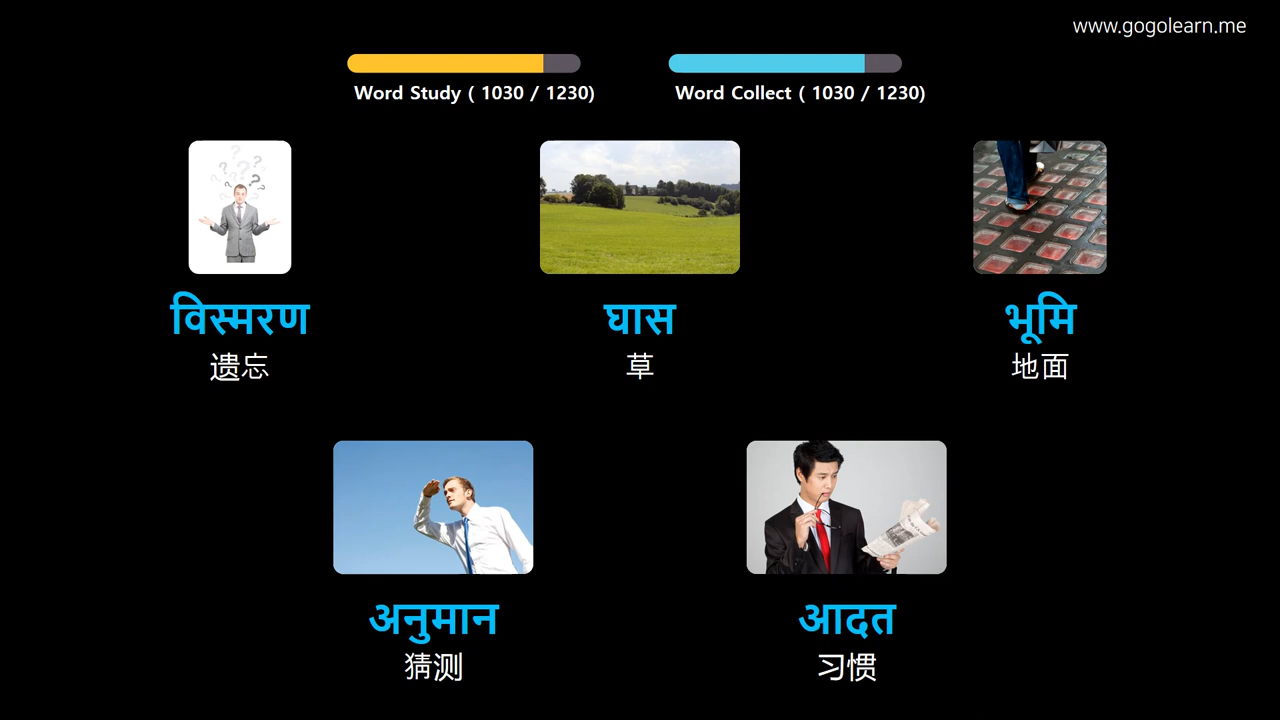 www.gogolearn.me
Word Study ( 1030 / 1230)
Word Collect ( 1030 / 1230)
विस्मरण
घास
भूमि
遗忘
草
地面
अनुमान
आदत
猜测
习惯